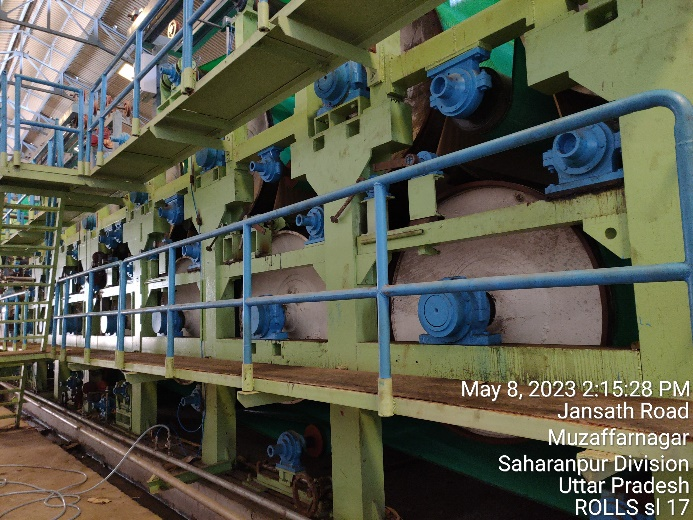 May 8, 2023 2:15:28 PM
Jansath Road
Muzaffarnagar
Saharanpur Division
Uttar Pradesh
ROLLS sl 17